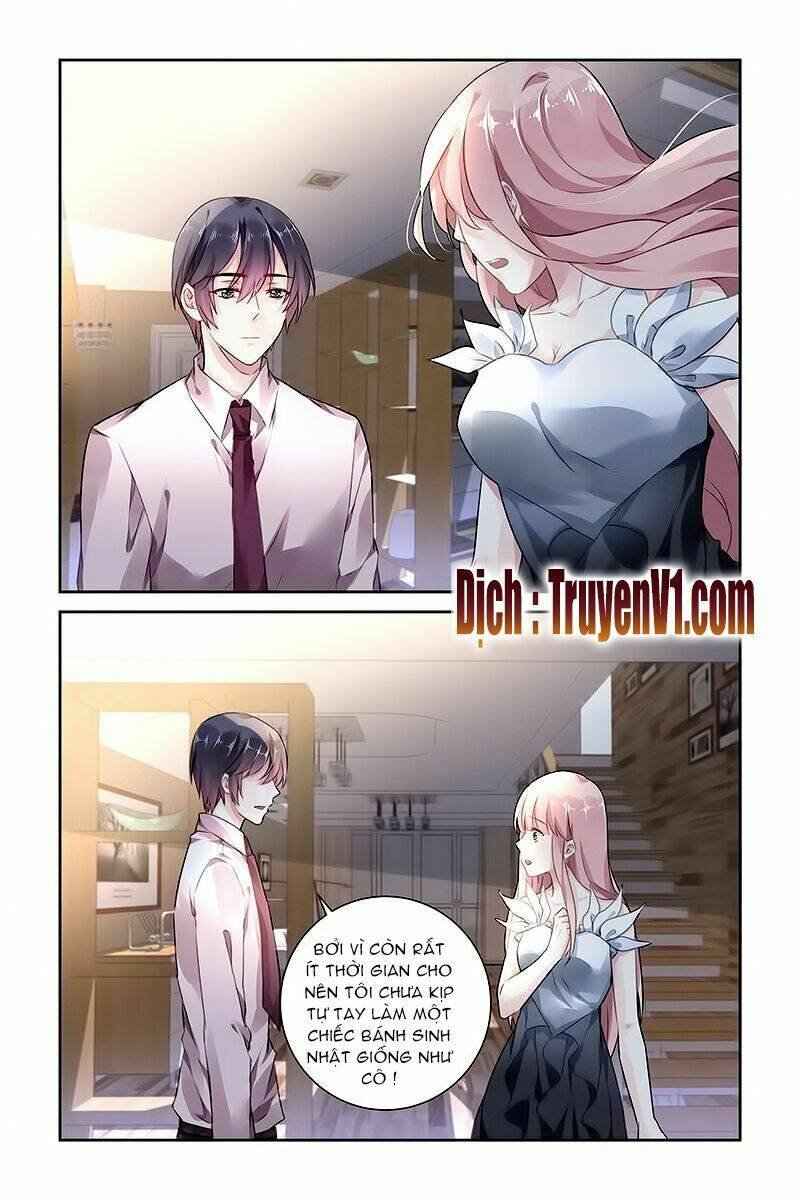 Dịch : TruyenV1.com
BỞI VÌ CÒN RẤT
ÍT THỜI GIAN CHO
NÊN TÔI CHƯA KỊP
TỰ TAY LÀM MỘT
CHIẾC BÁNH SINH
NHẬT GIỐNG NHƯ
CÔ !